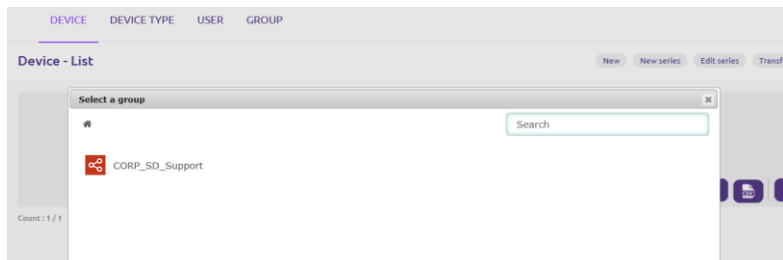 DEVICE DEVICE TYPE USER GROUP
Device - List New New series Edit series
Select a group
Search
CORP_SD_Support
Count : 1 / 1